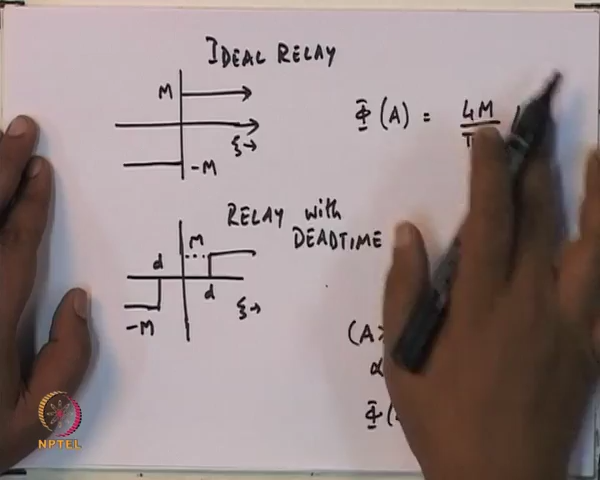 IDEAL RELAY
M
Φ(A) = 4M
ξ→
-M
RELAY with
DEADTIME
M
d
d
ξ→
-M
(A>
α
Φ(
NPTEL